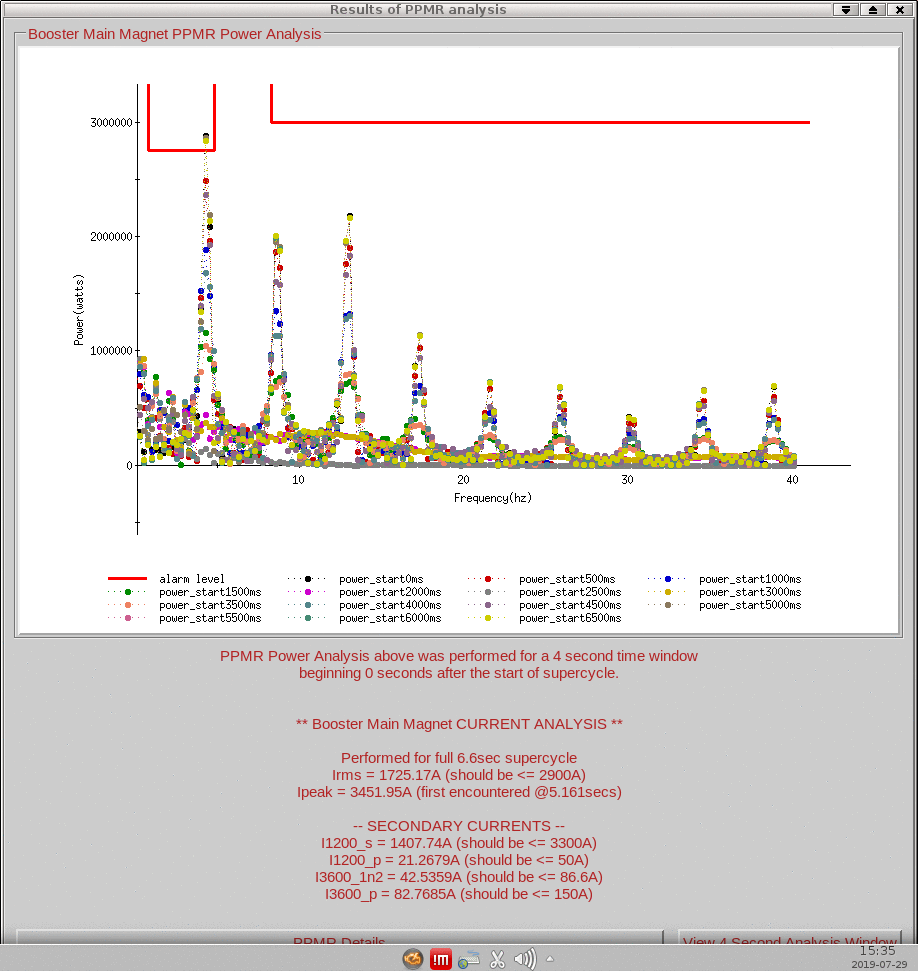 Results of PPMR analysis
Booster Main Magnet PPMR Power Analysis
3000000
2000000
1000000
0
Power(watts)
10
20
30
40
Frequency(hz)
alarm level
power_start0ms
power_start500ms
power_start1000ms
power_start1500ms
power_start2000ms
power_start2500ms
power_start3000ms
power_start3500ms
power_start4000ms
power_start4500ms
power_start5000ms
power_start5500ms
power_start6000ms
power_start6500ms
PPMR Power Analysis above was performed for a 4 second time window
beginning 0 seconds after the start of supercycle.
** Booster Main Magnet CURRENT ANALYSIS **
Performed for full 6.6sec supercycle
Irms = 1725.17A (should be <= 2900A)
Ipeak = 3451.95A (first encountered @5.161secs)
-- SECONDARY CURRENTS --
I1200_s = 1407.74A (should be <= 3300A)
I1200_p = 21.2679A (should be <= 50A)
I3600_1n2 = 42.5359A (should be <= 86.6A)
I3600_p = 82.7685A (should be <= 150A)
PPMR Details
View 4 Second Analysis Window
!m
15:35
2019-07-29